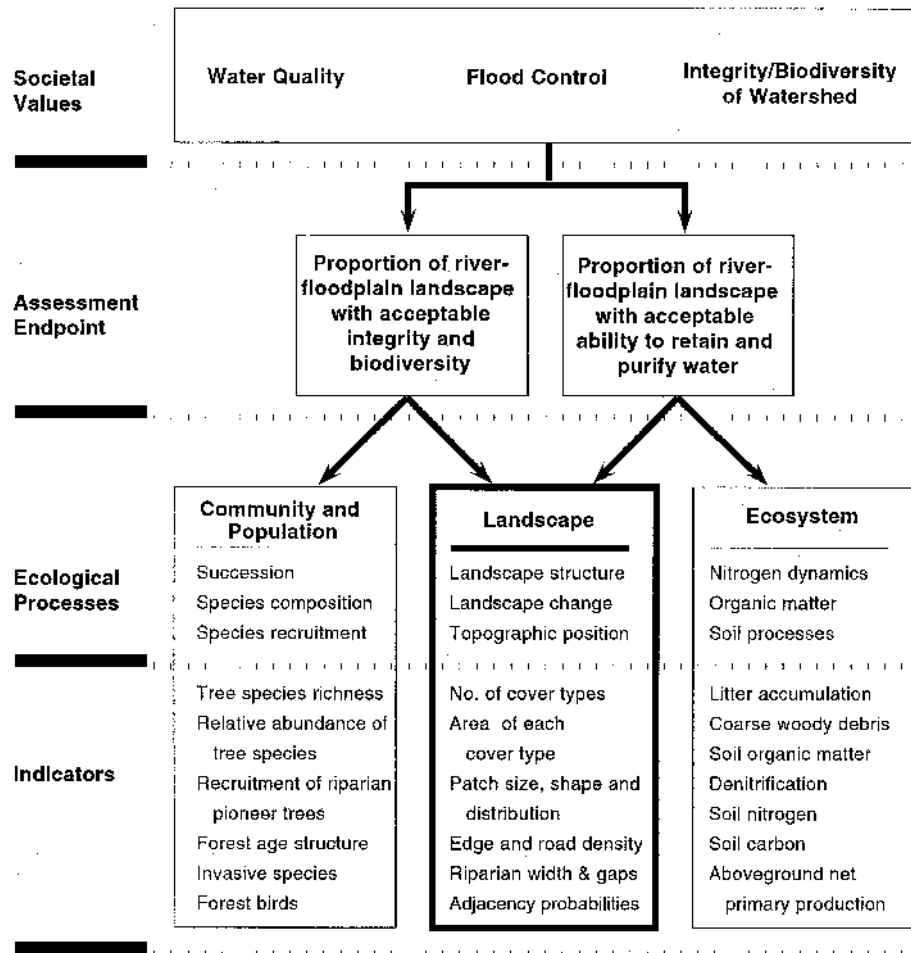 Societal
Values
Water Quality
Flood Control
Integrity/Biodiversity
of Watershed
Assessment
Endpoint
Proportion of river-
floodplain landscape
with acceptable
integrity and
biodiversity
Proportion of river-
floodplain landscape
with acceptable
ability to retain and
purify water
Ecological
Processes
Community and
Population
Succession
Species composition
Species recruitment
Landscape
Landscape structure
Landscape change
Topographic position
Ecosystem
Nitrogen dynamics
Organic matter
Soil processes
Indicators
Tree species richness
Relative abundance of
tree species
Recruitment of riparian
pioneer trees
Forest age structure
Invasive species
Forest birds
No. of cover types
Area of each
cover type
Patch size, shape and
distribution
Edge and road density
Riparian width & gaps
Adjacency probabilities
Litter accumulation
Coarse woody debris
Soil organic matter
Denitrification
Soil nitrogen
Soil carbon
Aboveground net
primary production